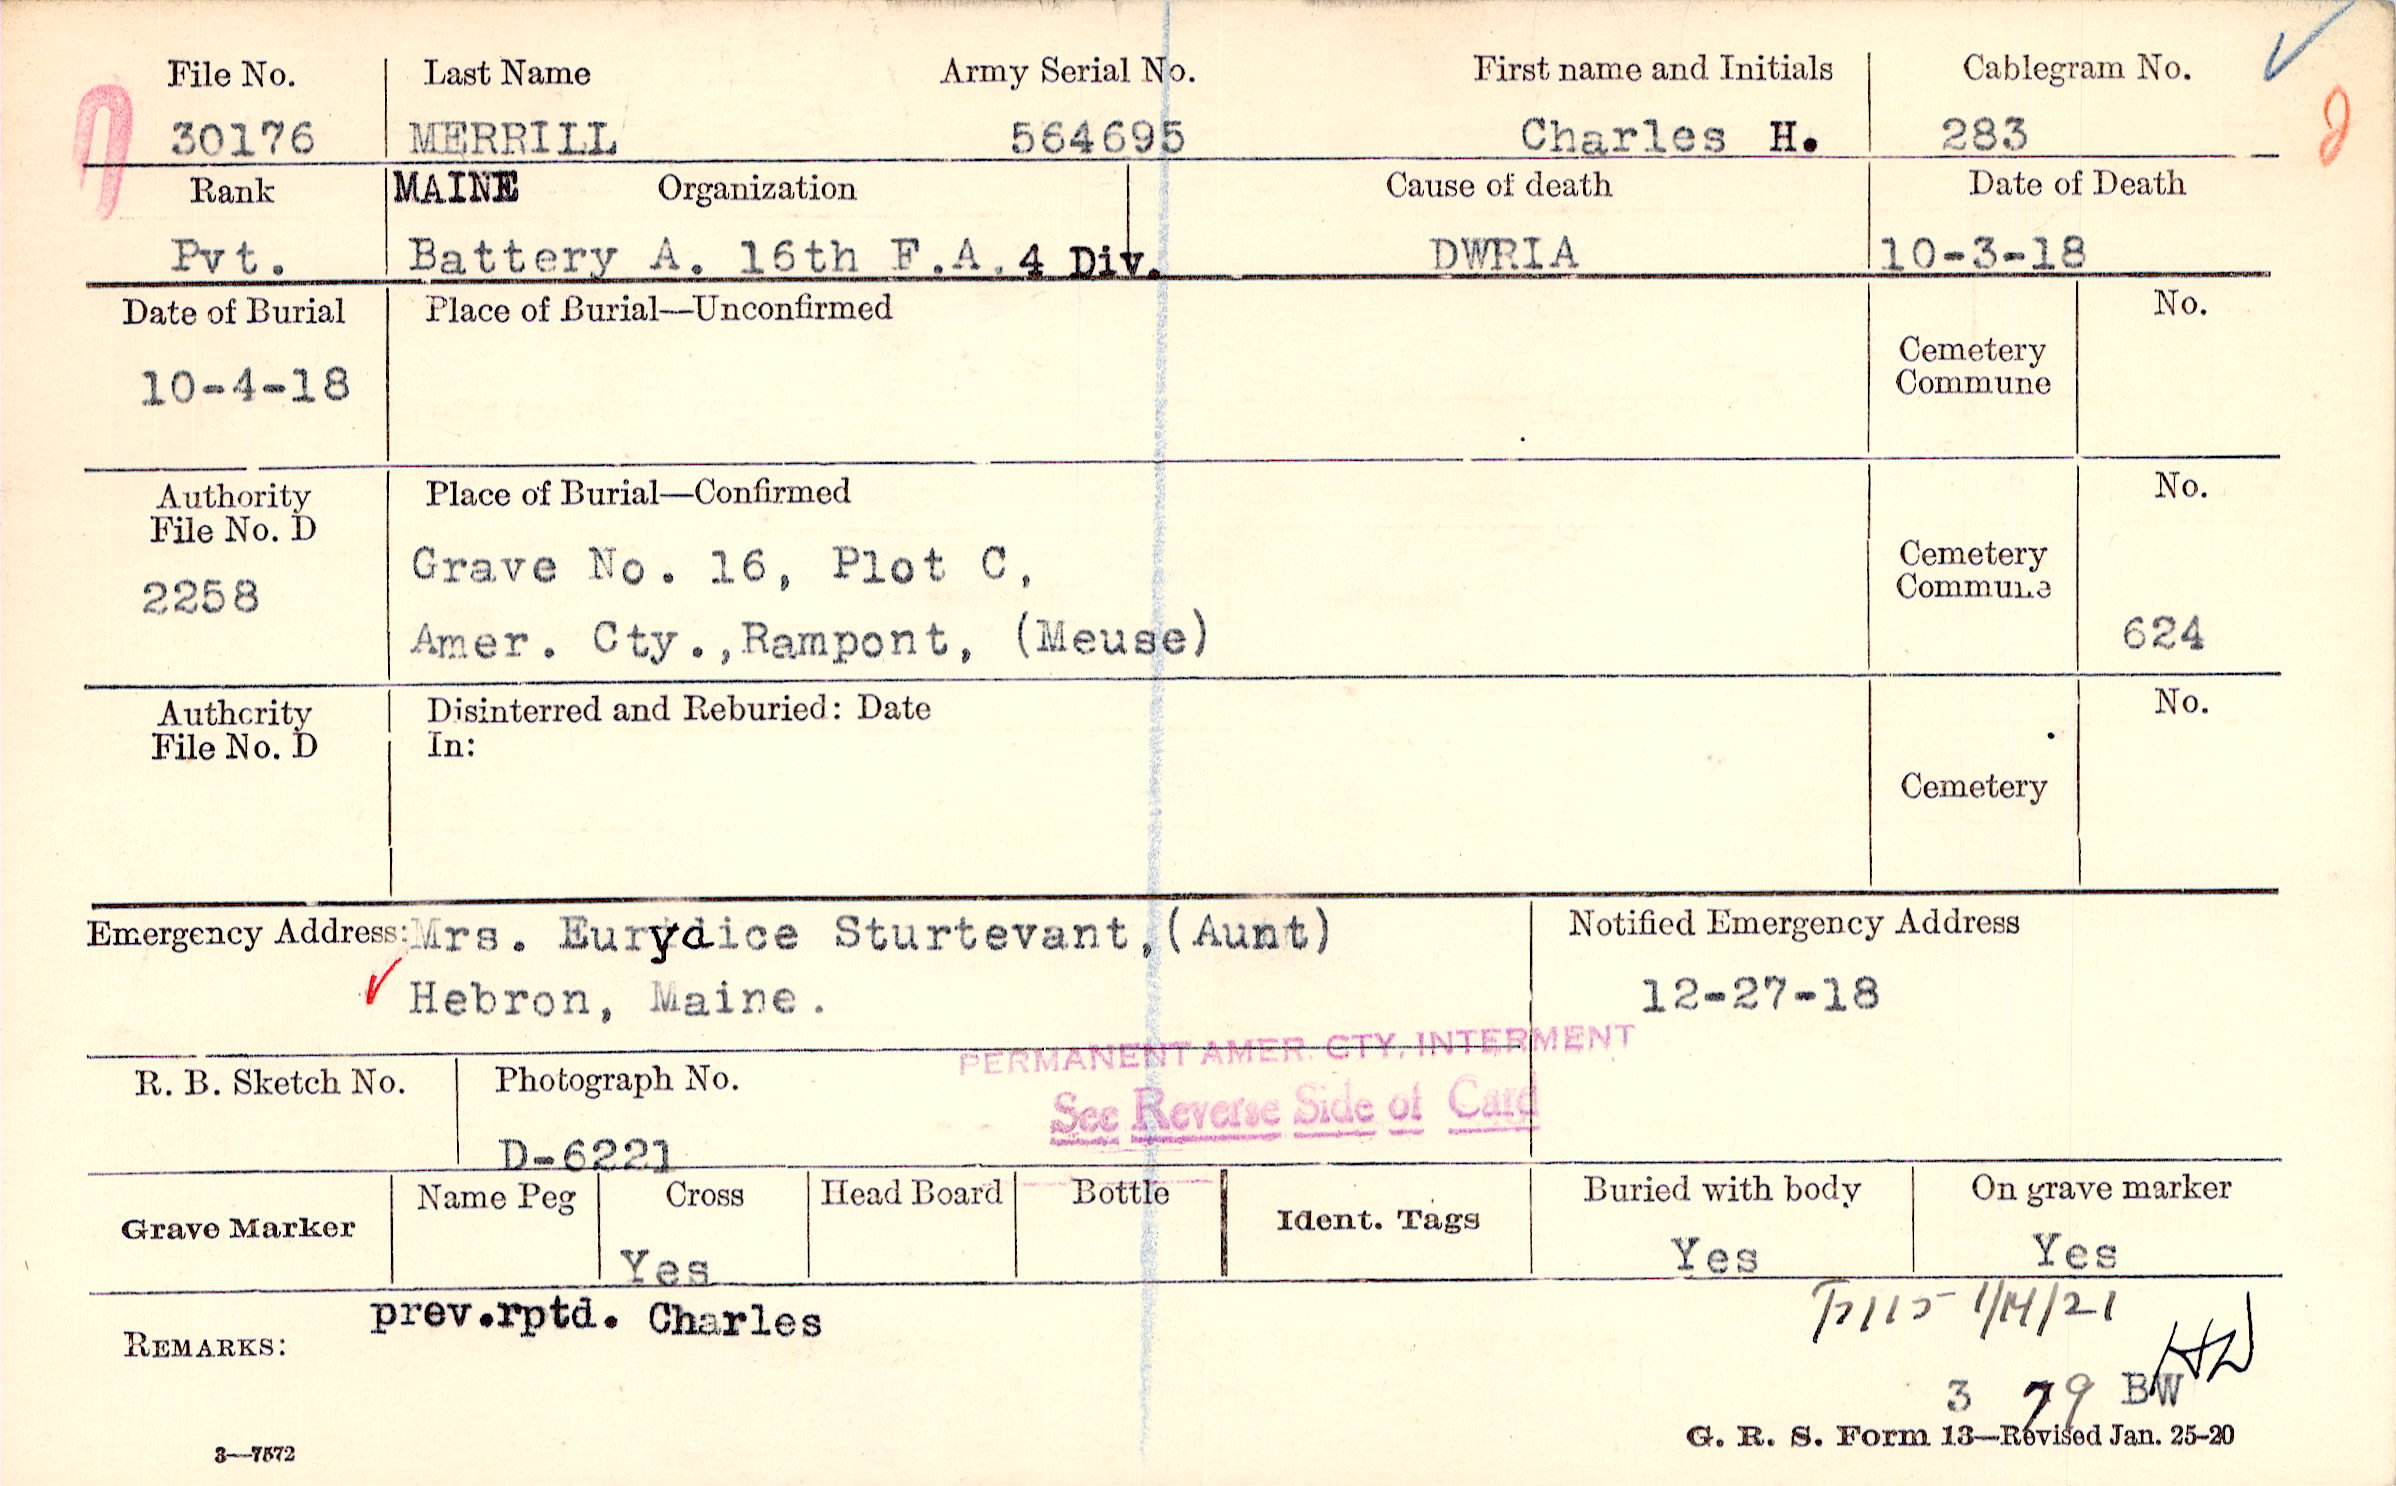 File No. Last Name Army Serial No. First name and Initials Cablegram No.
30176 MERRILL 564695 Charles H. 283
Rank MAINE Organization Cause of death Date of Death
Pvt. Battery A. 16th F.A. 4 Div. DWRIA 10-3-18
Date of Burial Place of Burial—Unconfirmed No.
10-4-18 Cemetery
Commune
Authority Place of Burial—Confirmed No.
File No. D
2258 Grave No. 16, Plot C, Cemetery
Commune
Amer. Cty.,Rampont, (Meuse) 624
Authority Disinterred and Reburied: Date No.
File No. D In:
Cemetery
Emergency Address: Mrs. Eurydice Sturtevant,(Aunt) Notified Emergency Address
Hebron, Maine. 12-27-18
PERMANENT AMER. CTY. INTERMENT
R. B. Sketch No. Photograph No. See Reverse Side of Card
D-6221
Grave Marker Name Peg Cross Head Board Bottle Ident. Tags Buried with body On grave marker
Yes Yes Yes
REMARKS: prev.rptd. Charles 1/14/21
3 79 BW
3—7572 G. R. S. Form 13—Revised Jan. 25-20